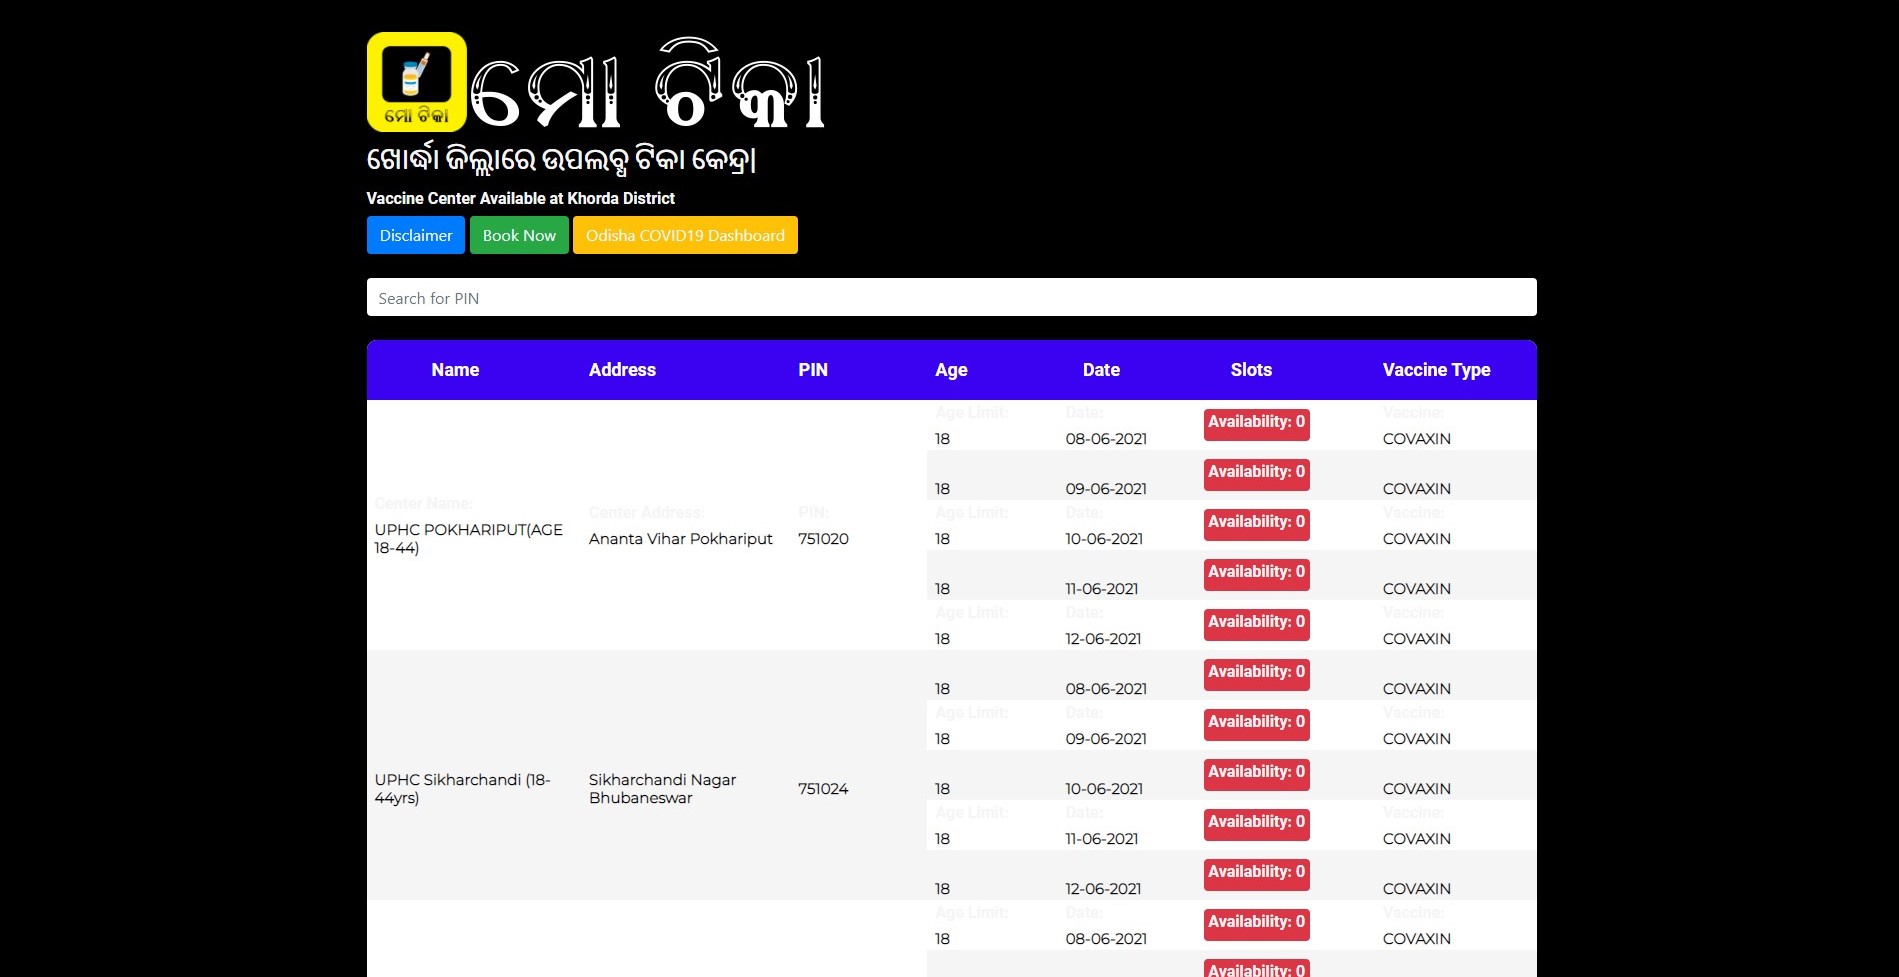 ମୋ ଟିକା
ମୋ ଟିକା
ଖୋର୍ଦ୍ଧା ଜିଲ୍ଲାରେ ଉପଲବ୍ଧ ଟିକା କେନ୍ଦ୍ର|
Vaccine Center Available at Khorda District
Disclaimer Book Now Odisha COVID19 Dashboard
Search for PIN
Name Address PIN Age Date Slots Vaccine Type
Age Limit: Date: Availability: 0 Vaccine:
18 08-06-2021 COVAXIN
Availability: 0
18 09-06-2021 COVAXIN
Center Name:
Center Address: PIN: Age Limit: Date: Availability: 0 Vaccine:
UPHC POKHARIPUT(AGE
18-44)
Ananta Vihar Pokhariput 751020 18 10-06-2021 COVAXIN
Availability: 0
18 11-06-2021 COVAXIN
Age Limit: Date: Availability: 0 Vaccine:
18 12-06-2021 COVAXIN
Availability: 0
18 08-06-2021 COVAXIN
Age Limit: Date: Availability: 0 Vaccine:
18 09-06-2021 COVAXIN
Availability: 0
UPHC Sikharchandi (18-
44yrs)
Sikharchandi Nagar
Bhubaneswar
751024 18 10-06-2021 COVAXIN
Age Limit: Date: Availability: 0 Vaccine:
18 11-06-2021 COVAXIN
Availability: 0
18 12-06-2021 COVAXIN
Age Limit: Date: Availability: 0 Vaccine:
18 08-06-2021 COVAXIN
Availability: 0